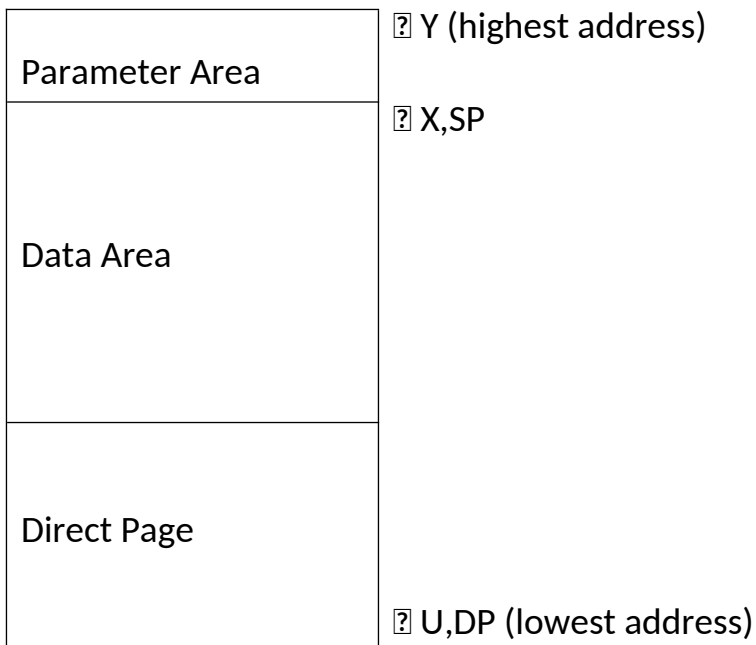 ⍰ Y (highest address)
Parameter Area
⍰ X,SP
Data Area
Direct Page
⍰ U,DP (lowest address)